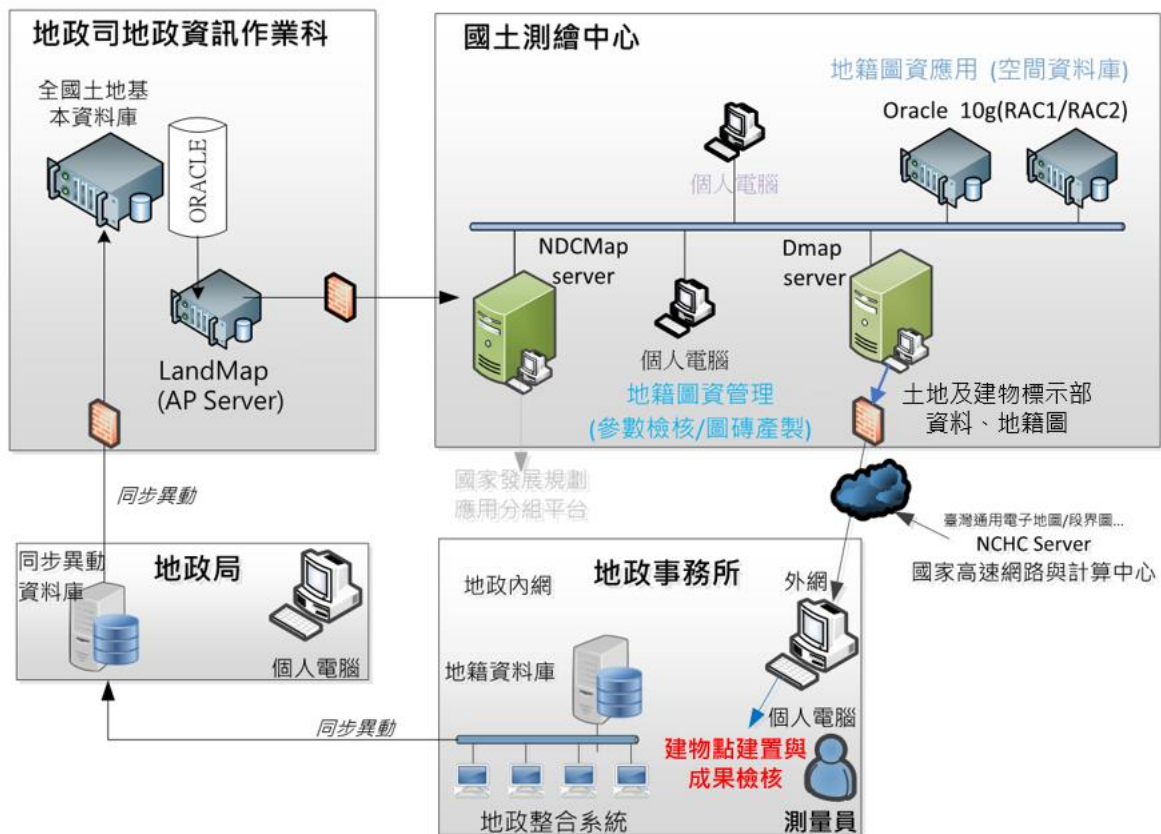 地政司地政資訊作業科
全國土地基
本資料庫
ORACLE
LandMap
(AP Server)
同步異動
國土測繪中心
地籍圖資應用 (空間資料庫)
Oracle 10g(RAC1/RAC2)
個人電腦
NDCMap
server
Dmap
server
個人電腦
地籍圖資管理
(參數檢核/圖磚產製)
土地及建物標示部
資料、地籍圖
國家發展規劃
應用分組平台
臺灣通用電子地圖/段界圖...
NCHC Server
國家高速網路與計算中心
同步異動
資料庫
地政局
個人電腦
同步異動
地政事務所
地政內網
外網
地籍資料庫
個人電腦
建物點建置與
成果檢核
地政整合系統
測量員